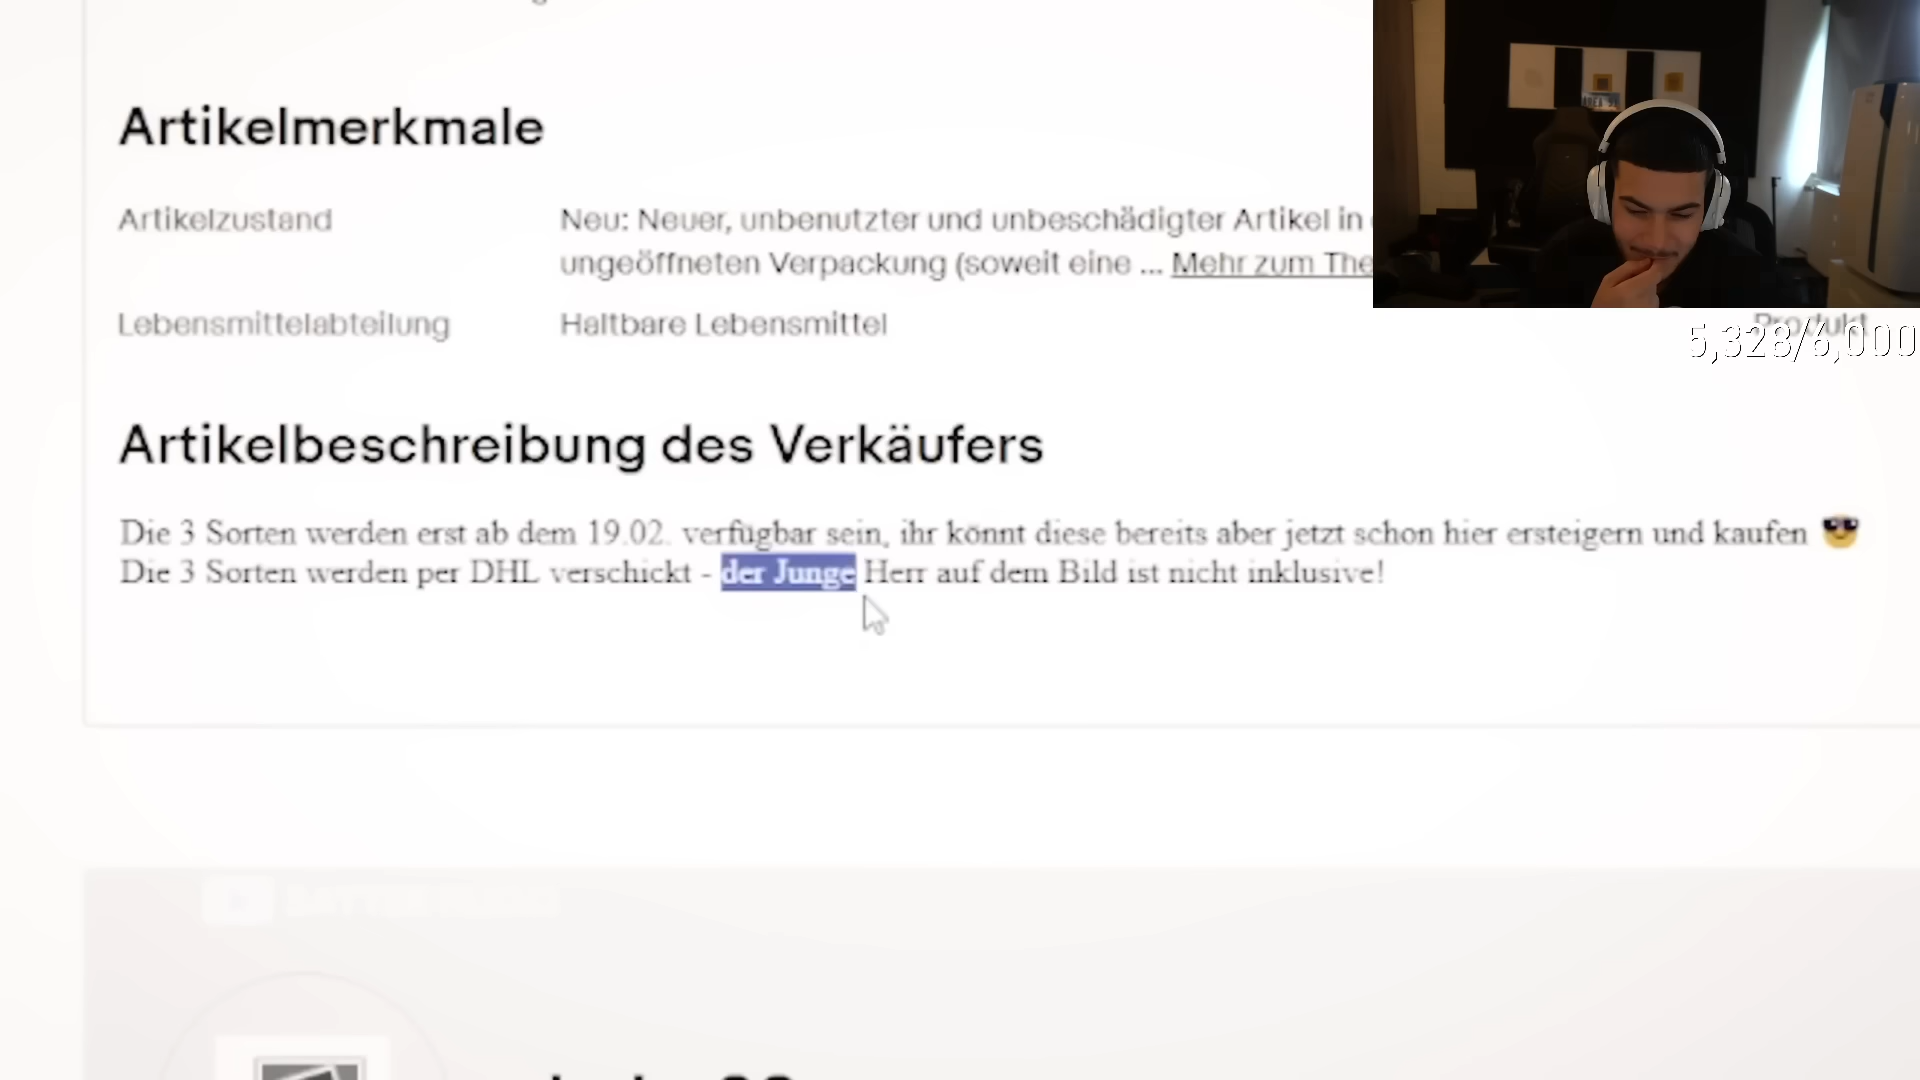 Artikelmerkmale
Artikelzustand
Neu: Neuer, unbenutzter und unbeschädigter Artikel in
ungeöffneten Verpackung (soweit eine ... Mehr zum The
Lebensmittelabteilung
Haltbare Lebensmittel
Produkt
5,328/6,000
Artikelbeschreibung des Verkäufers
Die 3 Sorten werden erst ab dem 19.02. verfügbar sein, ihr könnt diese bereits aber jetzt schon hier ersteigern und kaufen 😎
Die 3 Sorten werden per DHL verschickt - der Junge Herr auf dem Bild ist nicht inklusive!